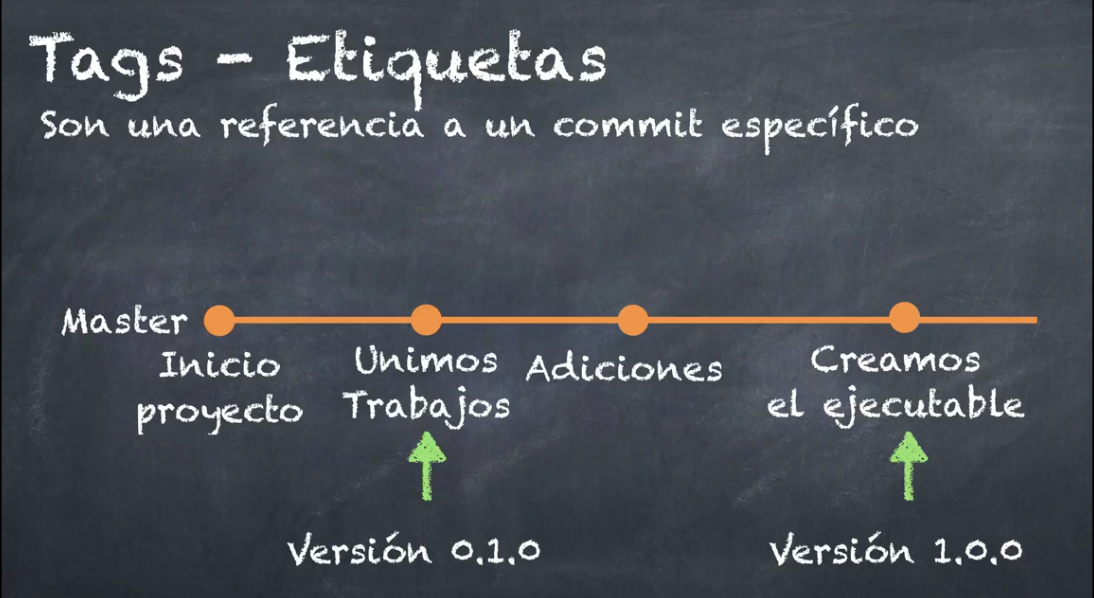 Tags - Etiquetas
Son una referencia a un commit específico
Master
Inicio
proyecto
Unimos
Trabajos
Adiciones
Creamos
el ejecutable
Versión 0.1.0
Versión 1.0.0